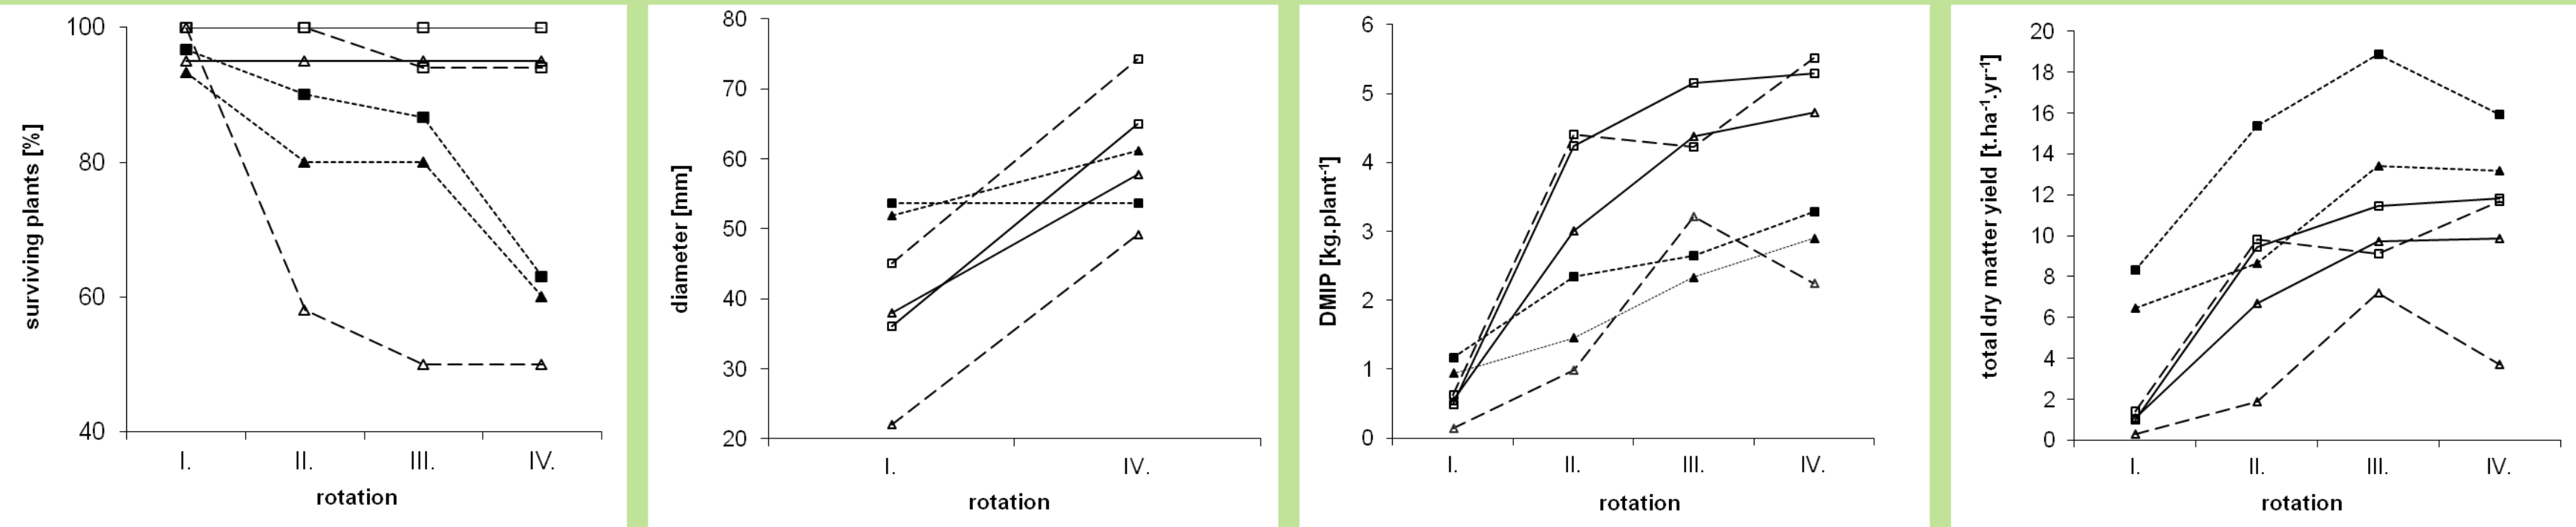 100
80
60
40
surviving plants [%]
I. II. III. IV.
rotation
80
70
60
50
40
30
20
diameter [mm]
I. IV.
rotation
6
5
4
3
2
1
0
DMIP [kg.plant⁻¹]
I. II. III. IV.
rotation
20
18
16
14
12
10
8
6
4
2
0
total dry matter yield [t.ha⁻¹.yr⁻¹]
I. II. III. IV.
rotation